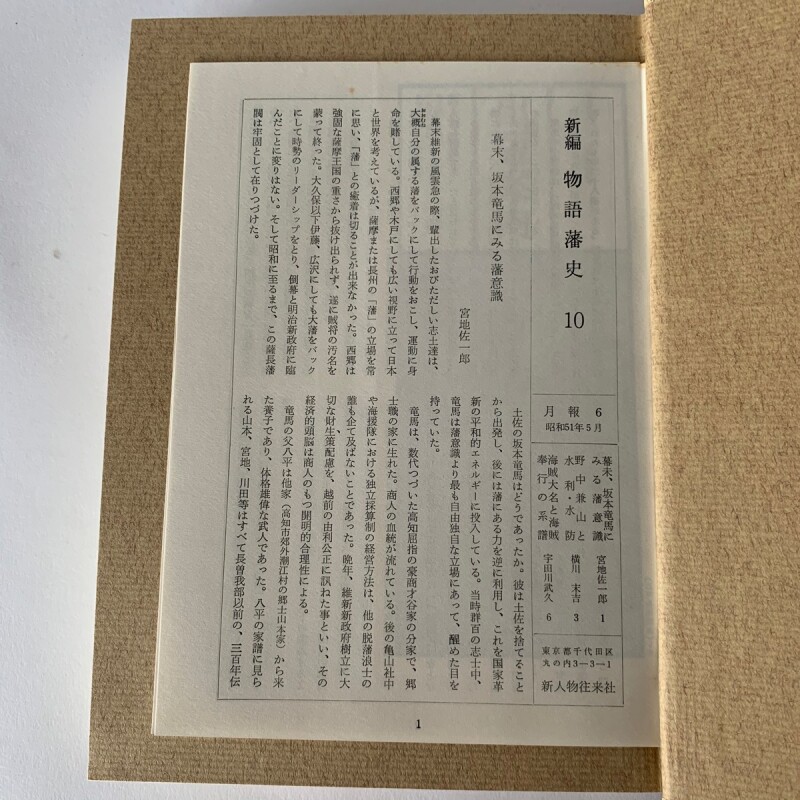 新編 物語藩史 10
月報 6
昭和51年5月
幕末、坂本竜馬に
みる藩意識 宮地佐一郎 1
野中兼山と
水利・水防 横川末吉 3
海賊大名と海賊
奉行の系譜 宇田川武久 6
東京都千代田区
丸の内3―3―1
新人物往来社
幕末、坂本竜馬にみる藩意識
宮地佐一郎
幕末維新の風雲急の際、輩出したおびただしい志士達は、
大概自分の属する藩をバックにして行動をおこし、運動に身
命を賭している。西郷や木戸にしても広い視野に立って日本
と世界を考えているが、薩摩または長州の「藩」の立場を常
に思い、「藩」との癒着は切ることが出来なかった。西郷は
強固な薩摩王国の重さから抜け出られず、遂に賊将の汚名を
蒙って終った。大久保以下伊藤、広沢にしても大藩をバック
にして時勢のリーダーシップをとり、倒幕と明治新政府に臨
んだことに変りはない。そして昭和に至るまで、この薩長藩
閥は牢固として在りつづけた。
土佐の坂本竜馬はどうであったか。彼は土佐を捨てること
から出発し、後には藩にある力を逆に利用し、これを国家革
新の平和的エネルギーに投入している。当時群百の志士中、
竜馬は藩意識より最も自由独自な立場にあって、醒めた目を
持っていた。
竜馬は、数代つづいた高知屈指の豪商才谷家の分家で、郷
士職の家に生れた。商人の血統が流れている。後の亀山社中
や海援隊における独立採算制の経営方法は、他の脱藩浪士の
誰も企て及ばないことであった。晩年、維新新政府樹立に大
切な財生策配慮を、越前の由利公正に訊ねた事といい、その
経済的頭脳は商人のもつ開明的合理性による。
竜馬の父八平は他家(高知市郊外潮江村の郷士山本家)から来
た養子であり、体格雄偉な武人であった。八平の家譜に見ら
れる山本、宮地、川田等はすべて長曽我部以前の、三百年伝
1